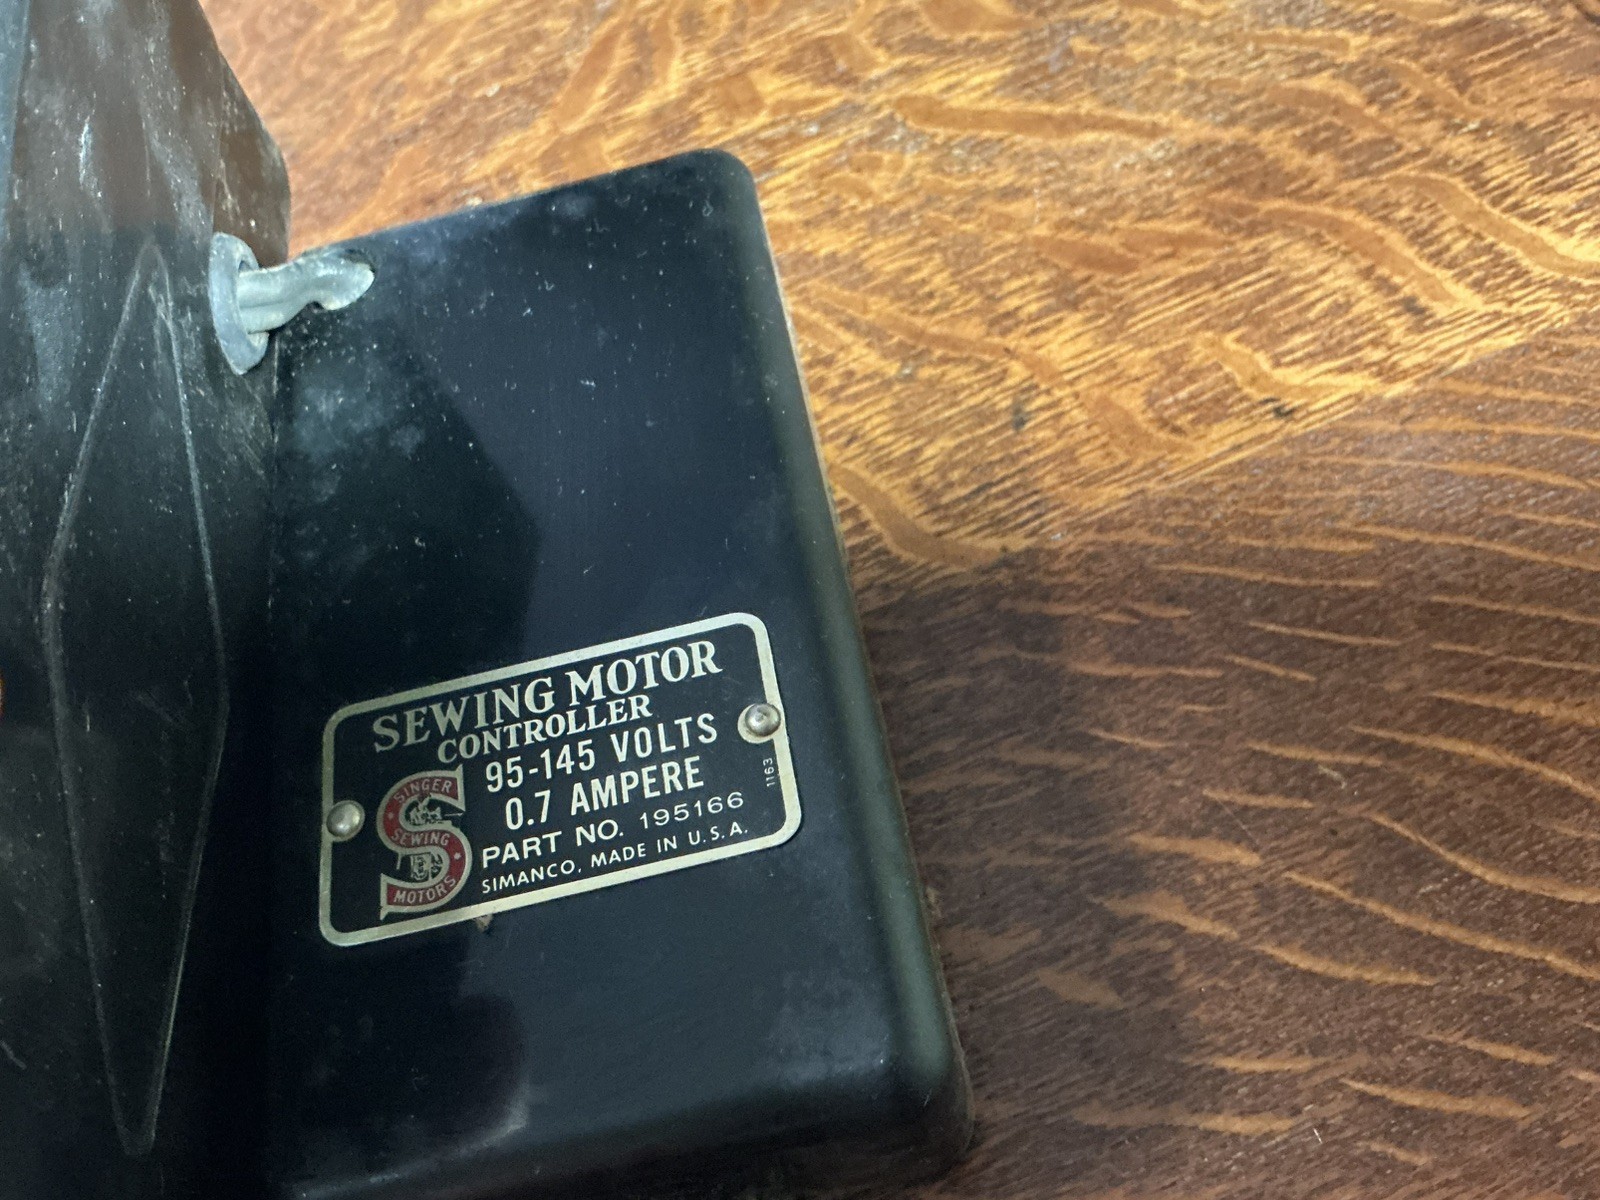 SEWING MOTOR
CONTROLLER
95-145 VOLTS
0.7 AMPERE
PART NO. 195166
SIMANCO, MADE IN U.S.A.
1163
SINGER
SEWING
MOTORS